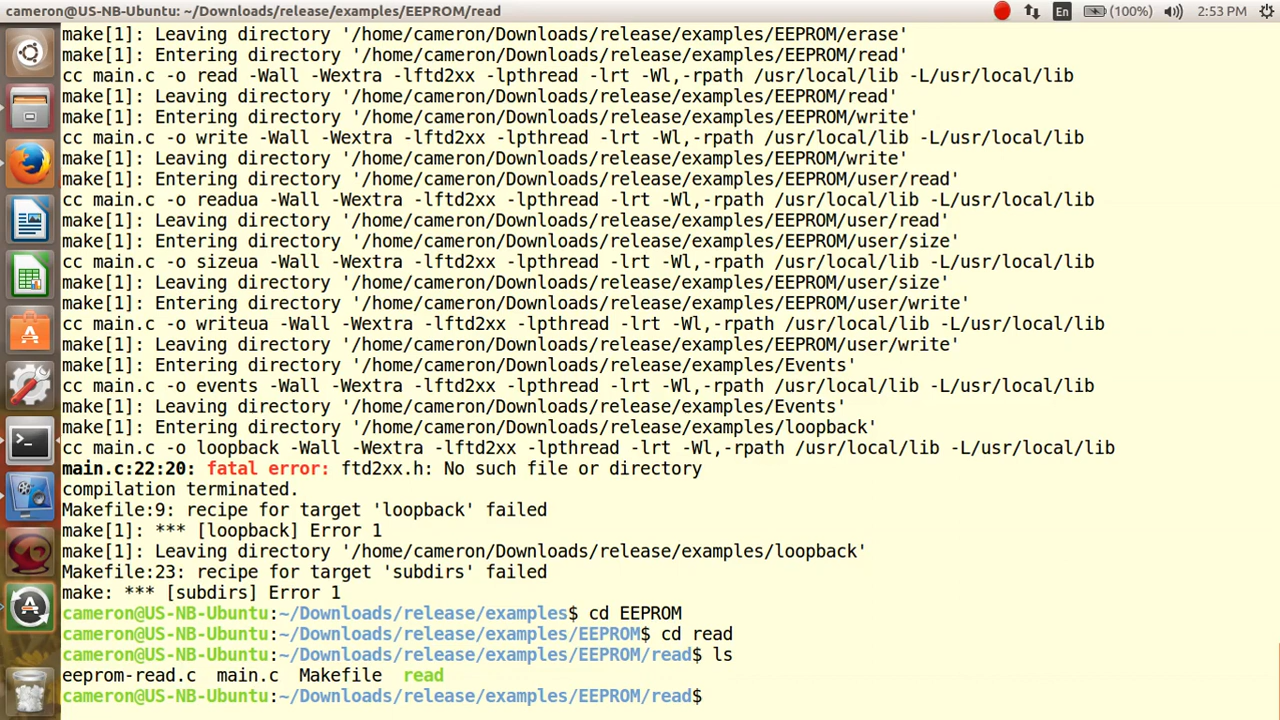 cameron@US-NB-Ubuntu: ~/Downloads/release/examples/EEPROM/read En (100%) 2:53 PM
make[1]: Leaving directory '/home/cameron/Downloads/release/examples/EEPROM/erase'
make[1]: Entering directory '/home/cameron/Downloads/release/examples/EEPROM/read'
cc main.c -o read -Wall -Wextra -lftd2xx -lpthread -lrt -Wl,-rpath /usr/local/lib -L/usr/local/lib
make[1]: Leaving directory '/home/cameron/Downloads/release/examples/EEPROM/read'
make[1]: Entering directory '/home/cameron/Downloads/release/examples/EEPROM/write'
cc main.c -o write -Wall -Wextra -lftd2xx -lpthread -lrt -Wl,-rpath /usr/local/lib -L/usr/local/lib
make[1]: Leaving directory '/home/cameron/Downloads/release/examples/EEPROM/write'
make[1]: Entering directory '/home/cameron/Downloads/release/examples/EEPROM/user/read'
cc main.c -o readua -Wall -Wextra -lftd2xx -lpthread -lrt -Wl,-rpath /usr/local/lib -L/usr/local/lib
make[1]: Leaving directory '/home/cameron/Downloads/release/examples/EEPROM/user/read'
make[1]: Entering directory '/home/cameron/Downloads/release/examples/EEPROM/user/size'
cc main.c -o sizeua -Wall -Wextra -lftd2xx -lpthread -lrt -Wl,-rpath /usr/local/lib -L/usr/local/lib
make[1]: Leaving directory '/home/cameron/Downloads/release/examples/EEPROM/user/size'
make[1]: Entering directory '/home/cameron/Downloads/release/examples/EEPROM/user/write'
cc main.c -o writeua -Wall -Wextra -lftd2xx -lpthread -lrt -Wl,-rpath /usr/local/lib -L/usr/local/lib
make[1]: Leaving directory '/home/cameron/Downloads/release/examples/EEPROM/user/write'
make[1]: Entering directory '/home/cameron/Downloads/release/examples/Events'
cc main.c -o events -Wall -Wextra -lftd2xx -lpthread -lrt -Wl,-rpath /usr/local/lib -L/usr/local/lib
make[1]: Leaving directory '/home/cameron/Downloads/release/examples/Events'
make[1]: Entering directory '/home/cameron/Downloads/release/examples/loopback'
cc main.c -o loopback -Wall -Wextra -lftd2xx -lpthread -lrt -Wl,-rpath /usr/local/lib -L/usr/local/lib
main.c:22:20: fatal error: ftd2xx.h: No such file or directory
compilation terminated.
Makefile:9: recipe for target 'loopback' failed
make[1]: *** [loopback] Error 1
make[1]: Leaving directory '/home/cameron/Downloads/release/examples/loopback'
Makefile:23: recipe for target 'subdirs' failed
make: *** [subdirs] Error 1
cameron@US-NB-Ubuntu:~/Downloads/release/examples$ cd EEPROM
cameron@US-NB-Ubuntu:~/Downloads/release/examples/EEPROM$ cd read
cameron@US-NB-Ubuntu:~/Downloads/release/examples/EEPROM/read$ ls
eeprom-read.c main.c Makefile read
cameron@US-NB-Ubuntu:~/Downloads/release/examples/EEPROM/read$